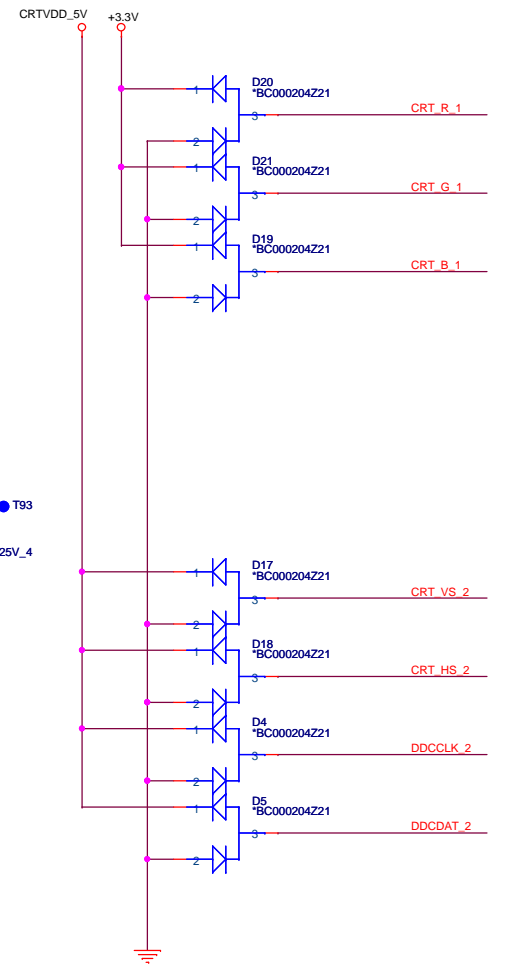 CRTVDD_5V
+3.3V
D20
*BC000204Z21
1
3
CRT_R_1
2
D21
*BC000204Z21
1
3
CRT_G_1
2
D19
*BC000204Z21
1
3
CRT_B_1
2
T93
25V_4
D17
*BC000204Z21
1
3
CRT_VS_2
2
D18
*BC000204Z21
1
3
CRT_HS_2
2
D4
*BC000204Z21
1
3
DDCCLK_2
2
D5
*BC000204Z21
1
3
DDCDAT_2
2